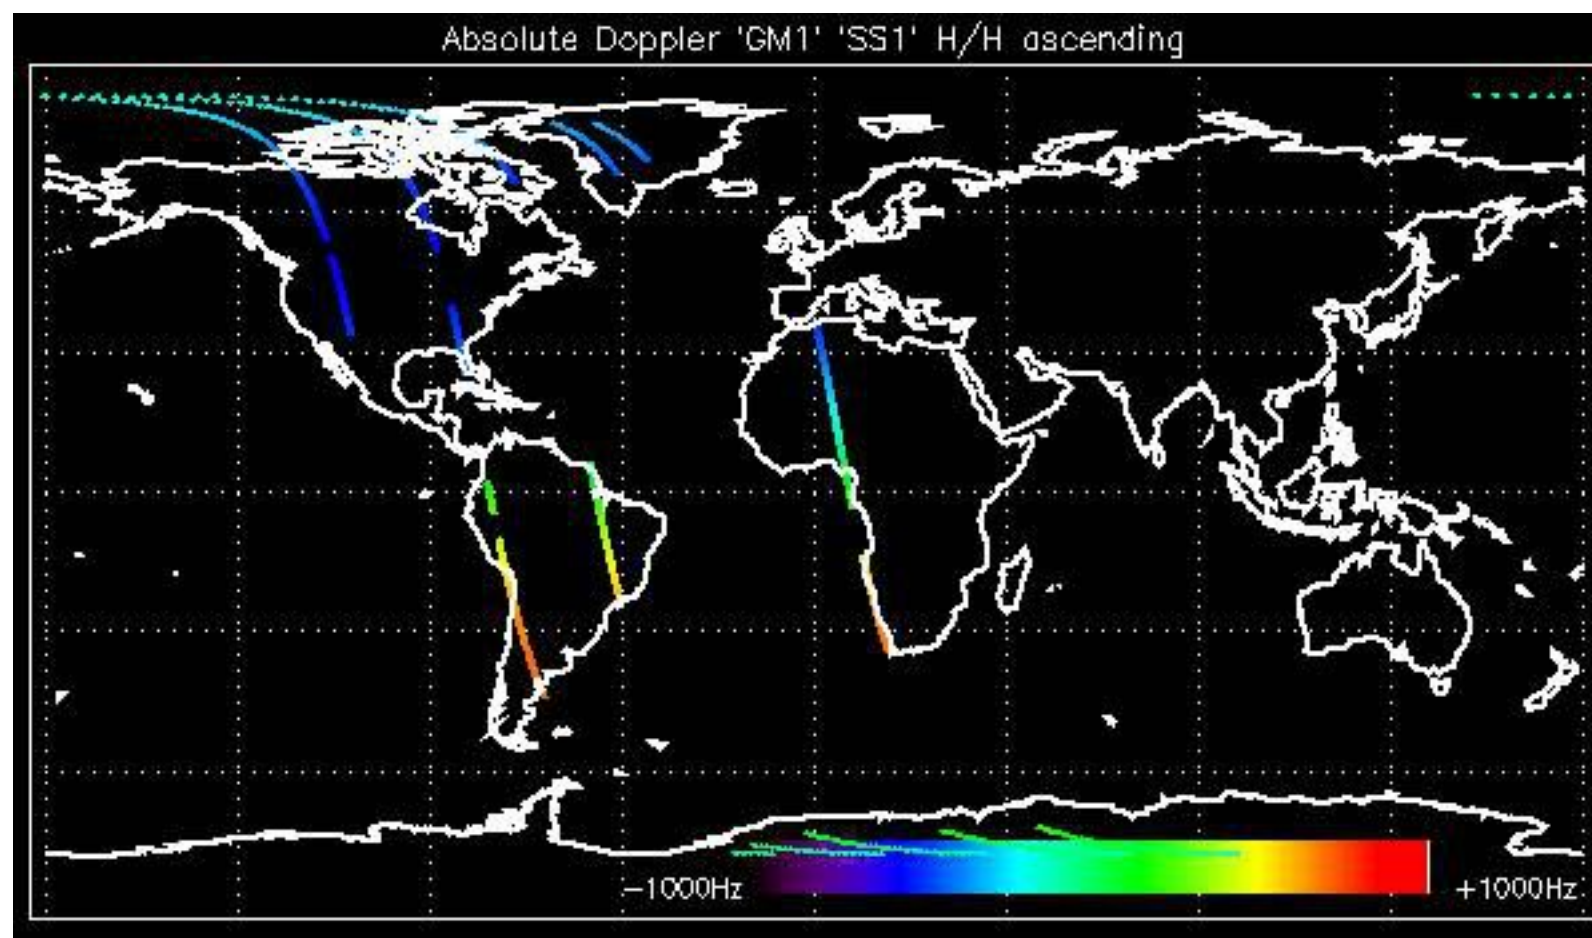 Absolute Doppler 'GM1' 'SS1' H/H ascending
-1000Hz
+1000Hz